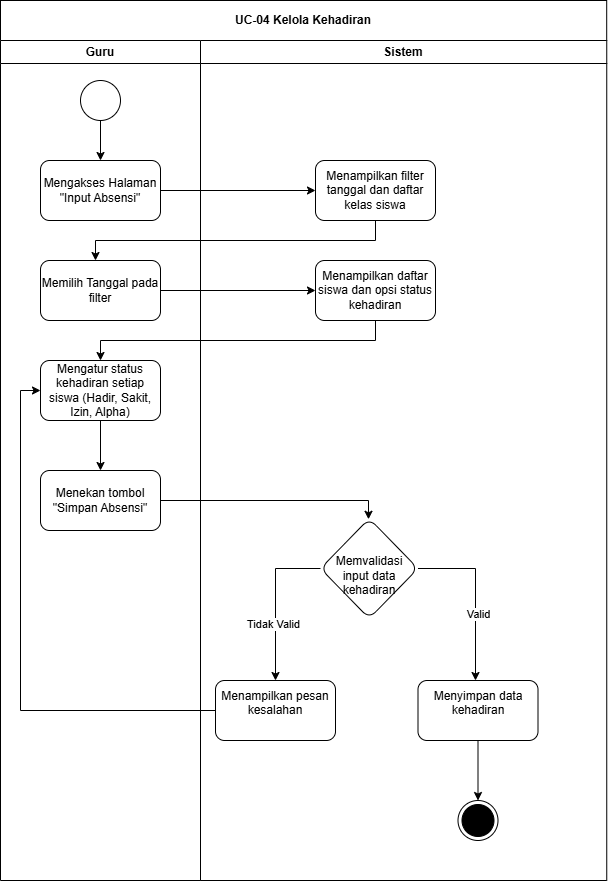 UC-04 Kelola Kehadiran
Guru
Sistem
Mengakses Halaman
"Input Absensi"
Menampilkan filter
tanggal dan daftar
kelas siswa
Memilih Tanggal pada
filter
Menampilkan daftar
siswa dan opsi status
kehadiran
Mengatur status
kehadiran setiap
siswa (Hadir, Sakit,
Izin, Alpha)
Menekan tombol
"Simpan Absensi"
Memvalidasi
input data
kehadiran
Tidak Valid
Valid
Menampilkan pesan
kesalahan
Menyimpan data
kehadiran